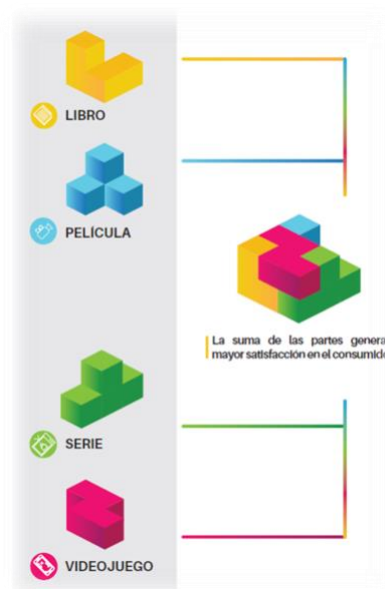 LIBRO
PELÍCULA
La suma de las partes genera
mayor satisfacción en el
SERIE
VIDEOJUEGO